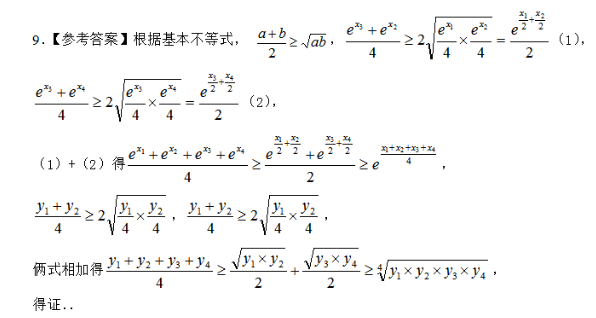 9.【参考答案】根据基本不等式， $\frac{a+b}{2} \geq \sqrt{ab}$，$\frac{e^{x_3}+e^{x_2}}{4} \geq 2\sqrt{\frac{e^{x_1}}{4} \times \frac{e^{x_2}}{4}} = \frac{e^{\frac{x_1}{2}+\frac{x_2}{2}}}{2}$（1），
$\frac{e^{x_3}+e^{x_4}}{4} \geq 2\sqrt{\frac{e^{x_3}}{4} \times \frac{e^{x_4}}{4}} = \frac{e^{\frac{x_3}{2}+\frac{x_4}{2}}}{2}$（2），
（1）+（2）得$\frac{e^{x_1}+e^{x_2}+e^{x_3}+e^{x_4}}{4} \geq \frac{e^{\frac{x_1}{2}+\frac{x_2}{2}}+e^{\frac{x_3}{2}+\frac{x_4}{2}}}{2} \geq e^{\frac{x_1+x_2+x_3+x_4}{4}}$，
$\frac{y_1+y_2}{4} \geq 2\sqrt{\frac{y_1}{4} \times \frac{y_2}{4}}$，$\frac{y_1+y_2}{4} \geq 2\sqrt{\frac{y_1}{4} \times \frac{y_2}{4}}$，
俩式相加得$\frac{y_1+y_2+y_3+y_4}{4} \geq \frac{\sqrt{y_1 \times y_2}}{2} + \frac{\sqrt{y_3 \times y_4}}{2} \geq \sqrt[4]{y_1 \times y_2 \times y_3 \times y_4}$，
得证..